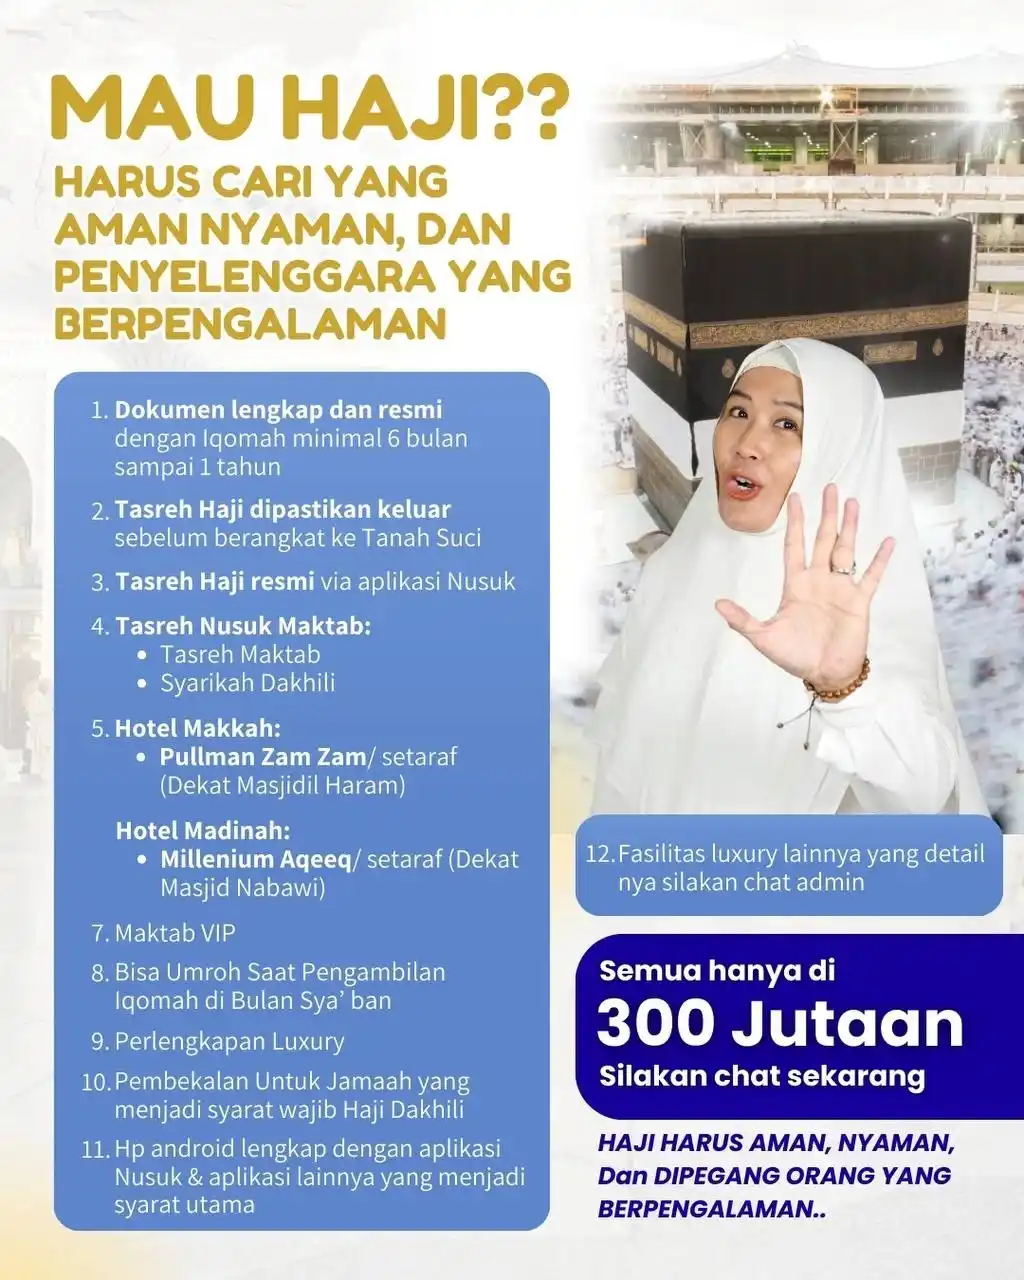 MAU HAJI??
HARUS CARI YANG
AMAN NYAMAN, DAN
PENYELENGGARA YANG
BERPENGALAMAN
1. Dokumen lengkap dan resmi
dengan Iqomah minimal 6 bulan
sampai 1 tahun
2. Tasreh Haji dipastikan keluar
sebelum berangkat ke Tanah Suci
3. Tasreh Haji resmi via aplikasi Nusuk
4. Tasreh Nusuk Maktab:
• Tasreh Maktab
• Syarikah Dakhili
5. Hotel Makkah:
• Pullman Zam Zam/ setaraf
(Dekat Masjidil Haram)
Hotel Madinah:
• Millenium Aqeeq/ setaraf (Dekat
Masjid Nabawi)
7. Maktab VIP
8. Bisa Umroh Saat Pengambilan
Iqomah di Bulan Sya’ ban
9. Perlengkapan Luxury
10. Pembekalan Untuk Jamaah yang
menjadi syarat wajib Haji Dakhili
11. Hp android lengkap dengan aplikasi
Nusuk & aplikasi lainnya yang menjadi
syarat utama
12. Fasilitas luxury lainnya yang detail
nya silakan chat admin
Semua hanya di
300 Jutaan
Silakan chat sekarang
HAJI HARUS AMAN, NYAMAN,
Dan DIPEGANG ORANG YANG
BERPENGALAMAN..